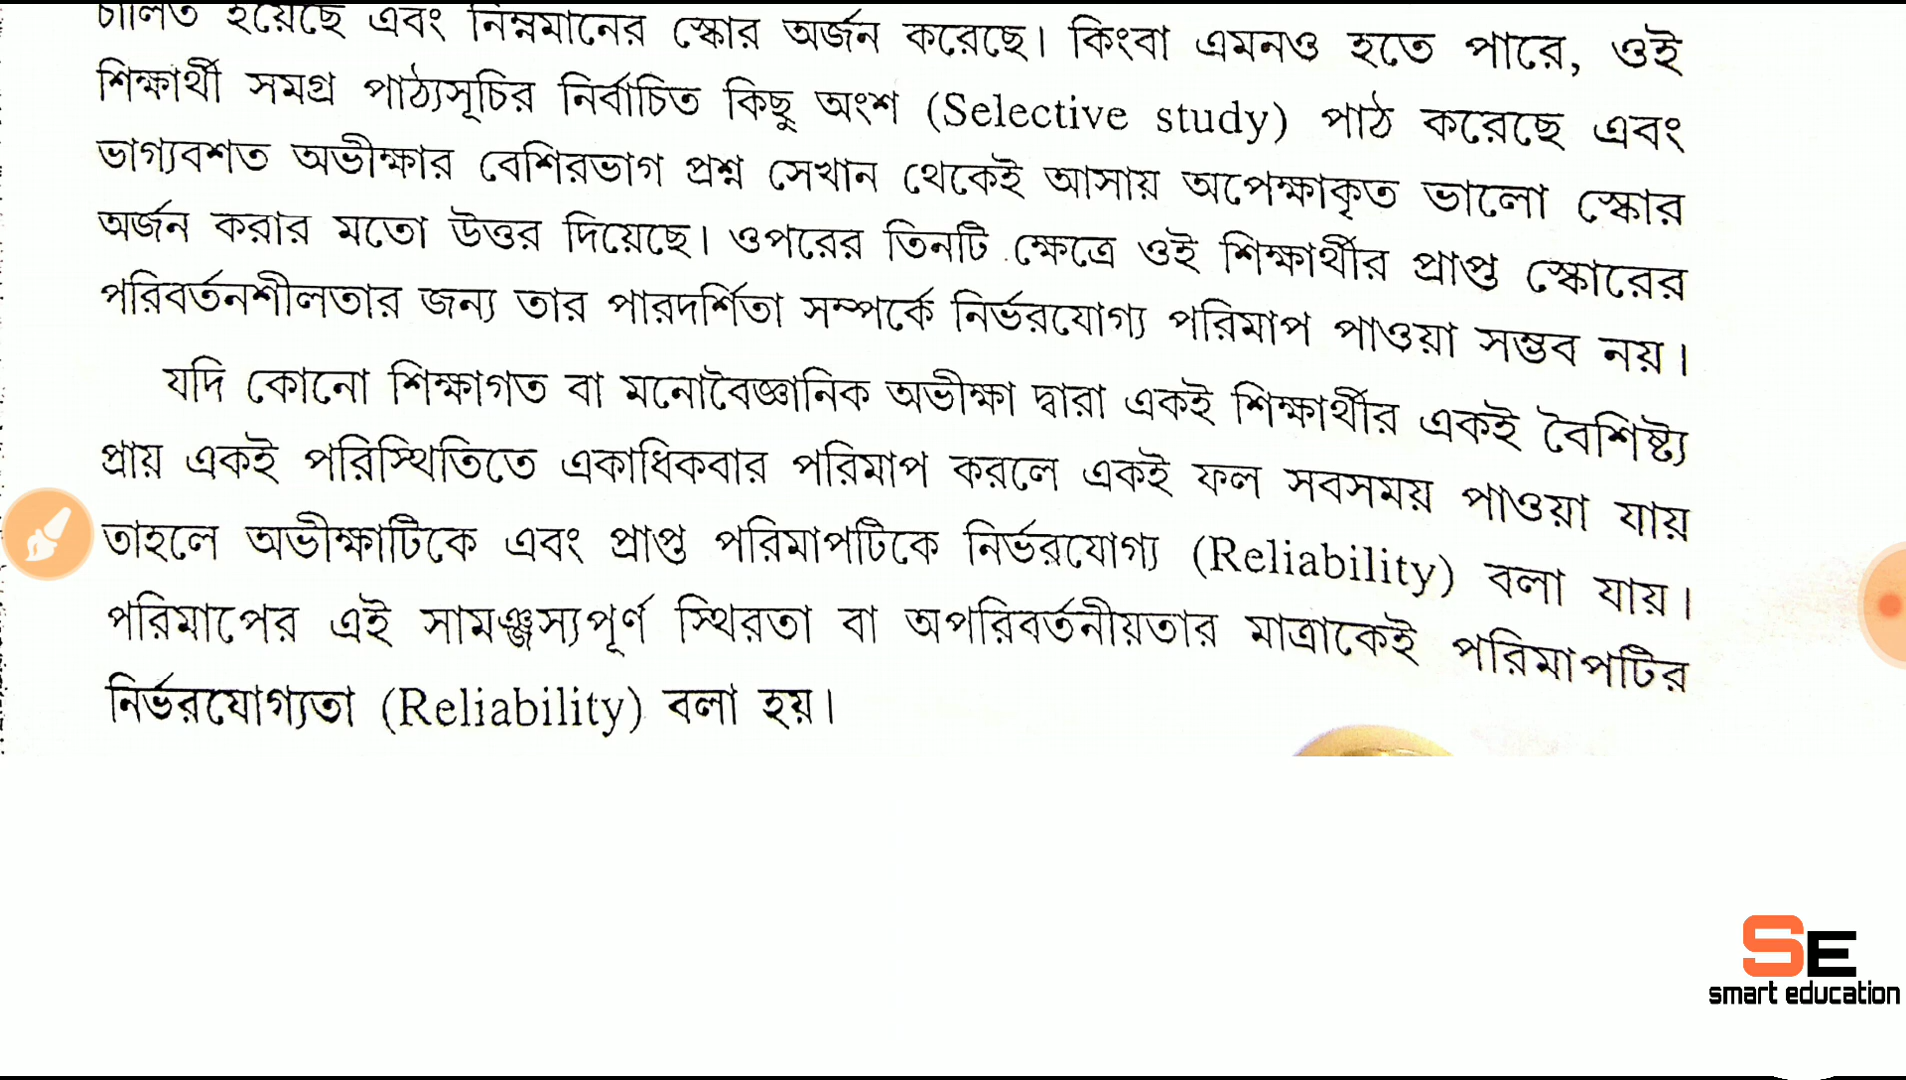 চালিত হয়েছে এবং নিম্নমানের স্কোর অর্জন করেছে। কিংবা এমনও হতে পারে, ওই
শিক্ষার্থী সমগ্র পাঠ্যসূচির নির্বাচিত কিছু অংশ (Selective study) পাঠ করেছে এবং
ভাগ্যবশত অভীক্ষার বেশিরভাগ প্রশ্ন সেখান থেকেই আসায় অপেক্ষাকৃত ভালো স্কোর
অর্জন করার মতো উত্তর দিয়েছে। ওপরের তিনটি ক্ষেত্রে ওই শিক্ষার্থীর প্রাপ্ত স্কোরের
পরিবর্তনশীলতার জন্য তার পারদর্শিতা সম্পর্কে নির্ভরযোগ্য পরিমাপ পাওয়া সম্ভব নয়।
যদি কোনো শিক্ষাগত বা মনোবৈজ্ঞানিক অভীক্ষা দ্বারা একই শিক্ষার্থীর একই বৈশিষ্ট্য
প্রায় একই পরিস্থিতিতে একাধিকবার পরিমাপ করলে একই ফল সবসময় পাওয়া যায়
তাহলে অভীক্ষাটিকে এবং প্রাপ্ত পরিমাপটিকে নির্ভরযোগ্য (Reliability) বলা যায়।
পরিমাপের এই সামঞ্জস্যপূর্ণ স্থিরতা বা অপরিবর্তনীয়তার মাত্রাকেই পরিমাপটির
নির্ভরযোগ্যতা (Reliability) বলা হয়।
SE
smart education